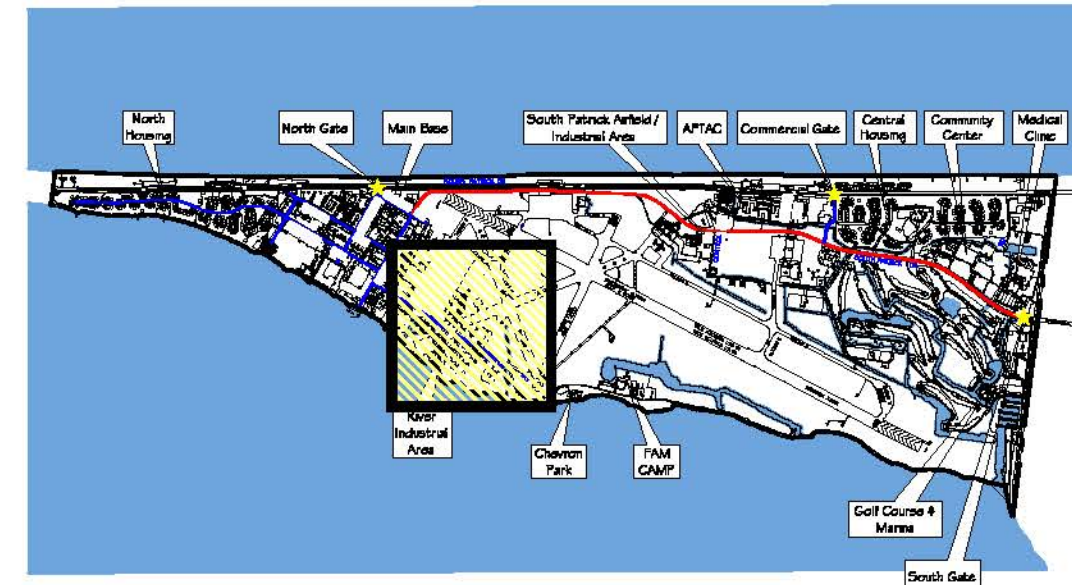 North
Housing
North Gate
Main Base
South Patrick Airfield /
Industrial Area
AFTAC
Commercial Gate
Central
Housing
Community
Center
Medical
Clinic
River
Industrial
Area
Chevron
Park
FAM
CAMP
Golf Course &
Marina
South Gate